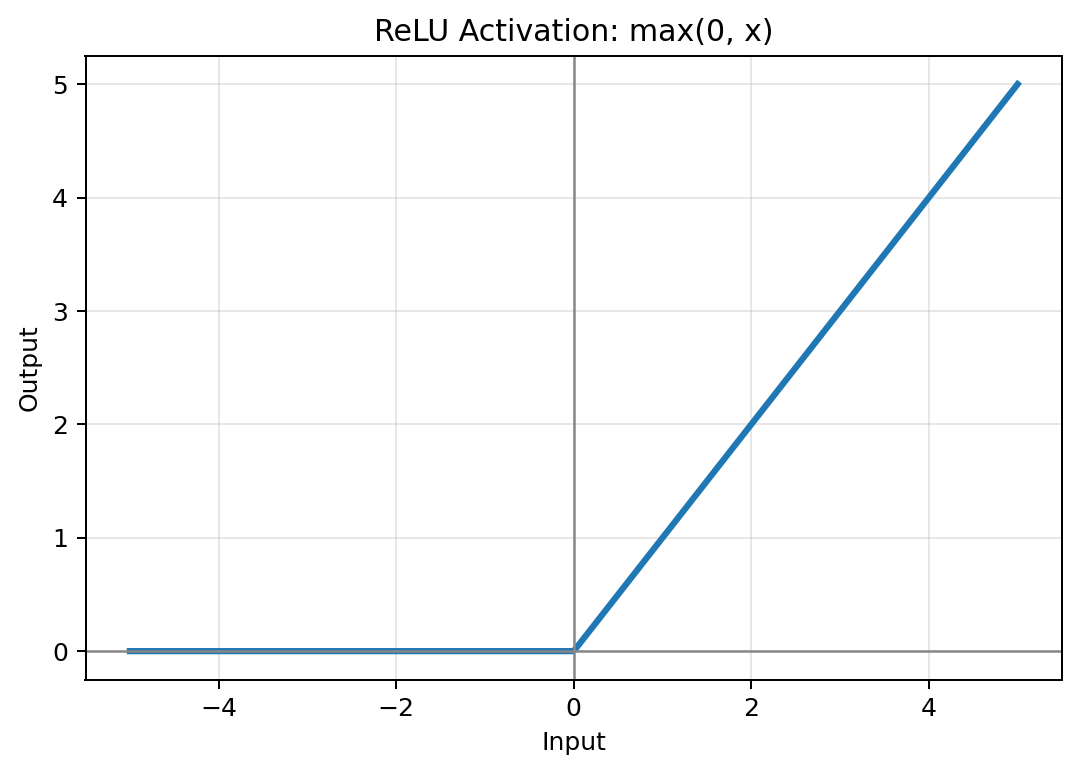 ReLU Activation: max(0, x)
5
4
3
2
1
0
Output
−4 −2 0 2 4
Input